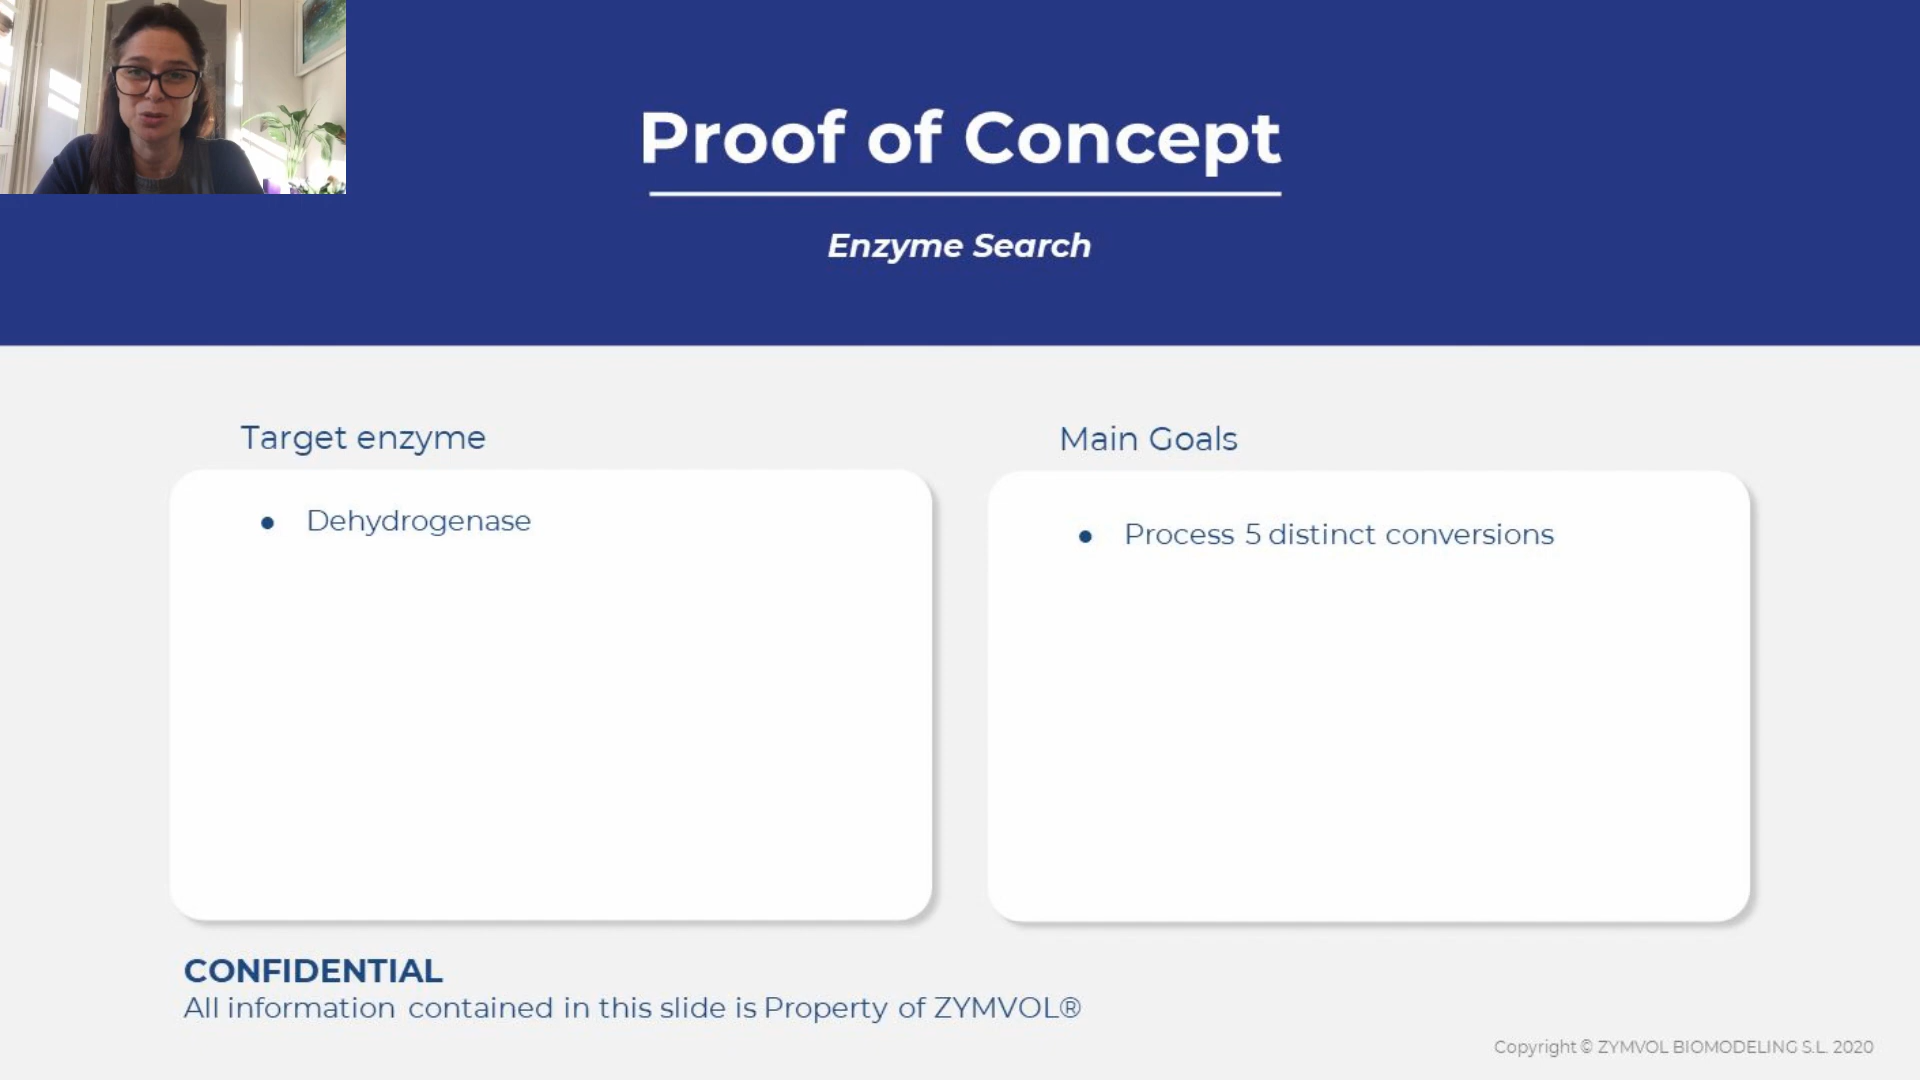 Proof of Concept
Enzyme Search
Target enzyme
● Dehydrogenase
Main Goals
● Process 5 distinct conversions
CONFIDENTIAL
All information contained in this slide is Property of ZYMVOL®
Copyright © ZYMVOL BIOMODELING S.L. 2020